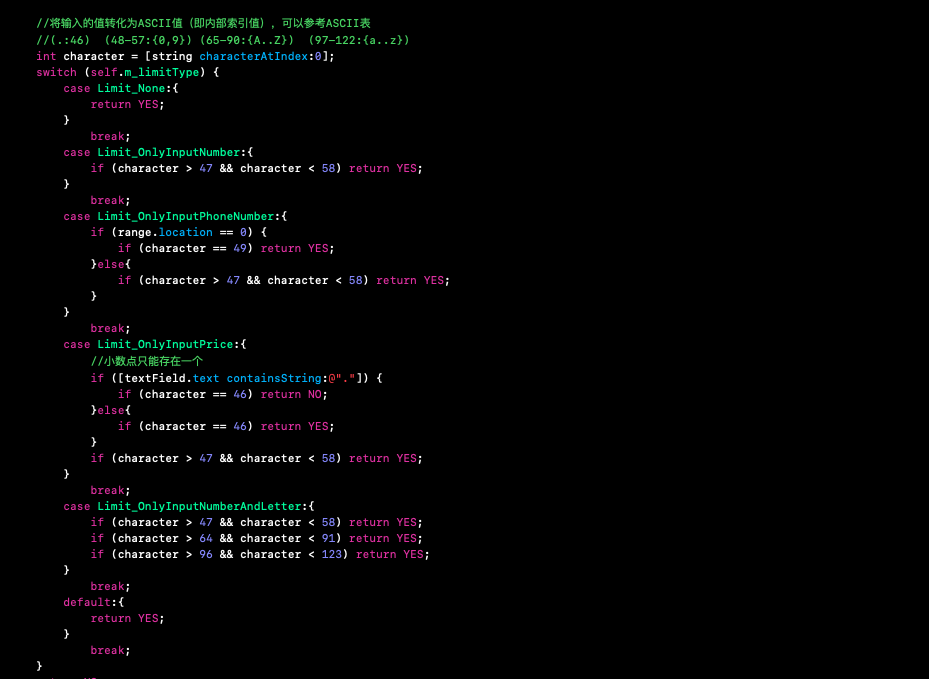 //将输入的值转化为ASCII值（即内部索引值），可以参考ASCII表
//(.:46)  (48-57:{0,9}) (65-90:{A..Z})  (97-122:{a..z})
int character = [string characterAtIndex:0];
switch (self.m_limitType) {
    case Limit_None:{
        return YES;
    }
        break;
    case Limit_OnlyInputNumber:{
        if (character > 47 && character < 58) return YES;
    }
        break;
    case Limit_OnlyInputPhoneNumber:{
        if (range.location == 0) {
            if (character == 49) return YES;
        }else{
            if (character > 47 && character < 58) return YES;
        }
    }
        break;
    case Limit_OnlyInputPrice:{
        //小数点只能存在一个
        if ([textField.text containsString:@"."]) {
            if (character == 46) return NO;
        }else{
            if (character == 46) return YES;
        }
        if (character > 47 && character < 58) return YES;
    }
        break;
    case Limit_OnlyInputNumberAndLetter:{
        if (character > 47 && character < 58) return YES;
        if (character > 64 && character < 91) return YES;
        if (character > 96 && character < 123) return YES;
    }
        break;
    default:{
        return YES;
    }
        break;
}